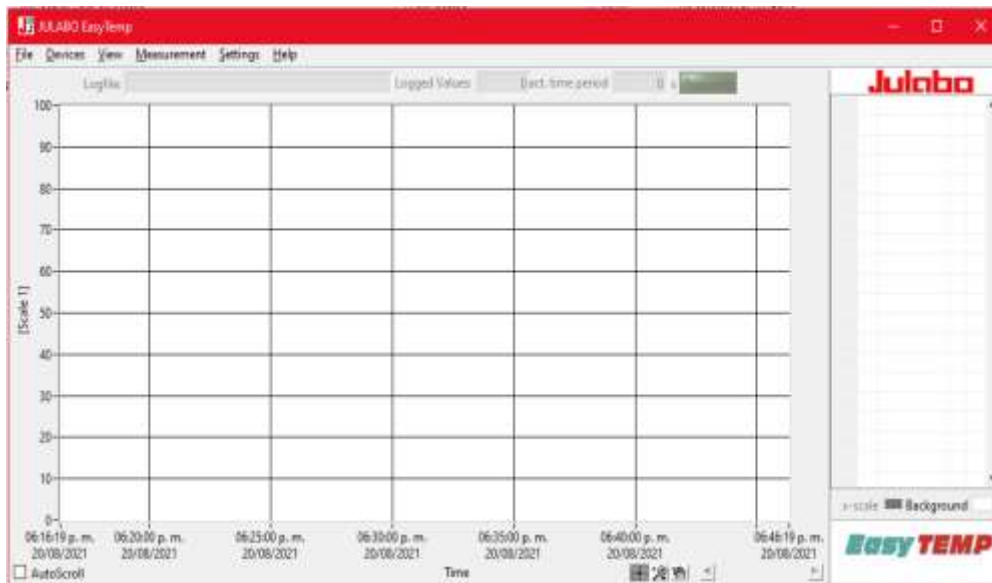 JULABO EasyTemp
File Devices View Measurement Settings Help
Logfile Logged Values time period 0 s
Julabo
100
90
80
70
60
50
40
30
20
10
0
[Scale 1]
06:16:19 p. m. 06:20:00 p. m. 06:25:00 p. m. 06:30:00 p. m. 06:35:00 p. m. 06:40:00 p. m. 06:46:19 p. m.
20/08/2021 20/08/2021 20/08/2021 20/08/2021 20/08/2021 20/08/2021 20/08/2021
AutoScroll Time
Background
Easy TEMP